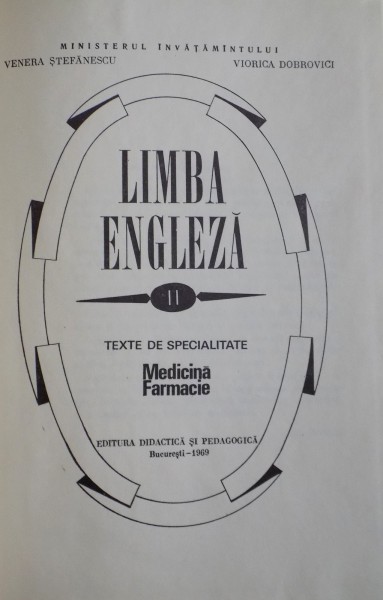 MINISTERUL ÎNVĂŢĂMÎNTULUI
VENERA ŞTEFĂNESCU VIORICA DOBROVICI
LIMBA
ENGLEZĂ
II
TEXTE DE SPECIALITATE
Medicină
Farmacie
EDITURA DIDACTICĂ ŞI PEDAGOGICĂ
Bucureşti-1969